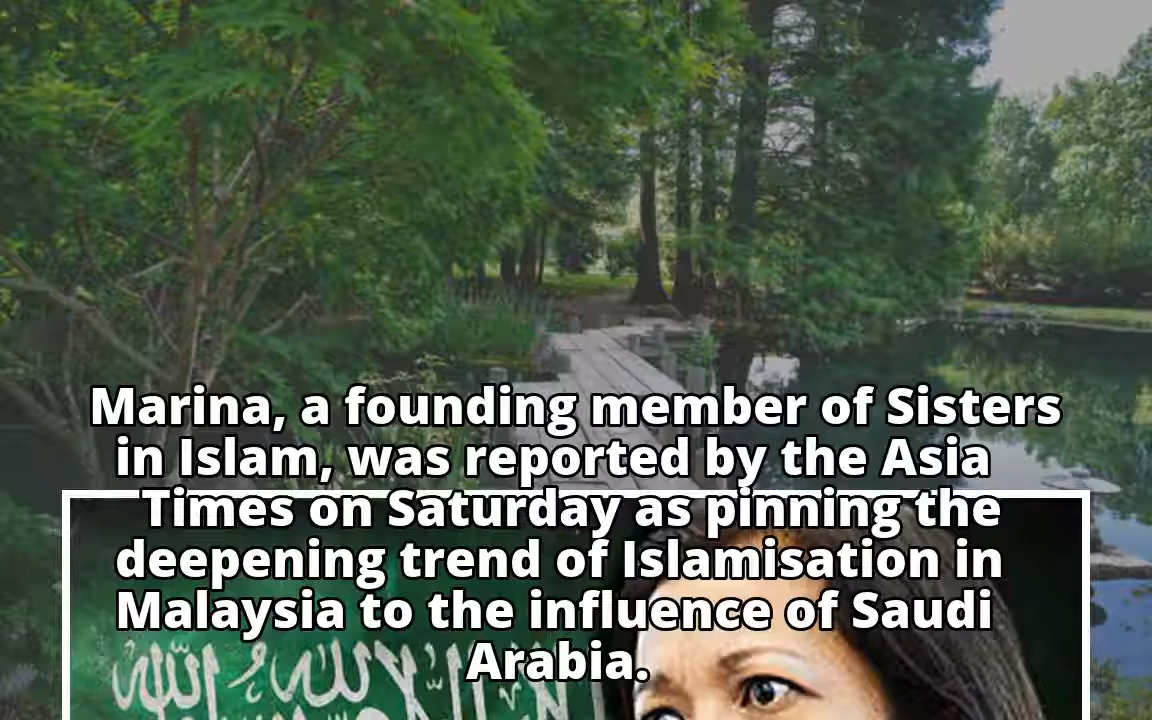 Marina, a founding member of Sisters
in Islam, was reported by the Asia
Times on Saturday as pinning the
deepening trend of Islamisation in
Malaysia to the influence of Saudi
Arabia.